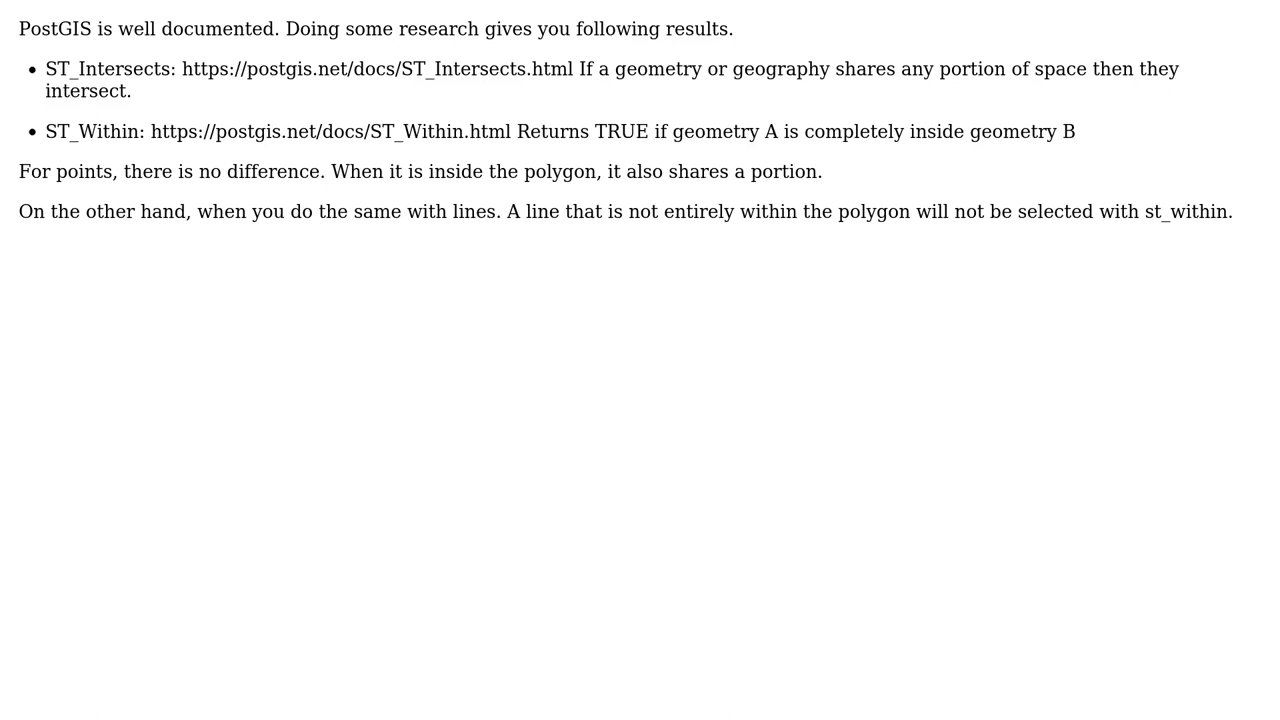 PostGIS is well documented. Doing some research gives you following results.
• ST_Intersects: https://postgis.net/docs/ST_Intersects.html If a geometry or geography shares any portion of space then they
intersect.
• ST_Within: https://postgis.net/docs/ST_Within.html Returns TRUE if geometry A is completely inside geometry B
For points, there is no difference. When it is inside the polygon, it also shares a portion.
On the other hand, when you do the same with lines. A line that is not entirely within the polygon will not be selected with st_within.